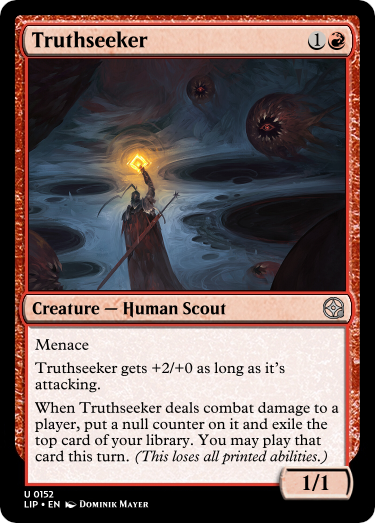 Truthseeker 1
Creature — Human Scout
Menace
Truthseeker gets +2/+0 as long as it's
attacking.
When Truthseeker deals combat damage to a
player, put a null counter on it and exile the
top card of your library. You may play that
card this turn. (This loses all printed abilities.)
1/1
U 0152
LIP • EN Dominik Mayer